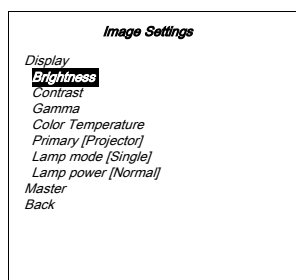 Image Settings
Display
Brightness
Contrast
Gamma
Color Temperature
Primary [Projector]
Lamp mode [Single]
Lamp power [Normal]
Master
Back